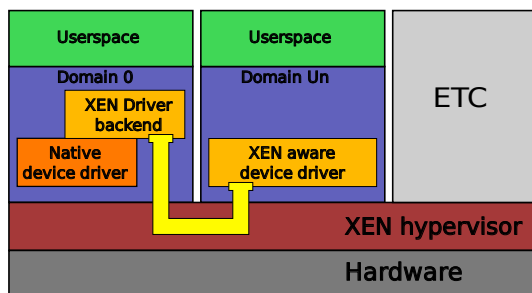 Userspace
Domain 0
XEN Driver
backend
Native
device driver
Userspace
Domain Un
XEN aware
device driver
ETC
XEN hypervisor
Hardware